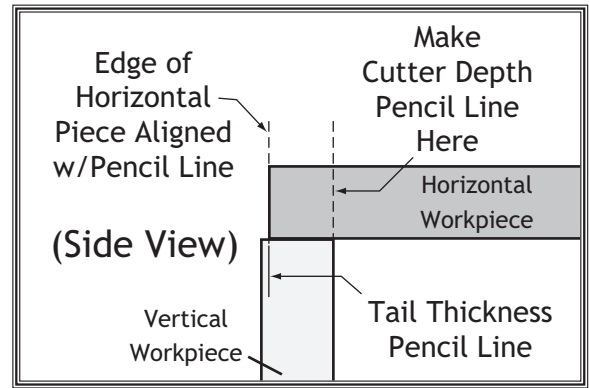 Edge of
Horizontal
Piece Aligned
w/Pencil Line
Make
Cutter Depth
Pencil Line
Here
Horizontal
Workpiece
(Side View)
Vertical
Workpiece
Tail Thickness
Pencil Line